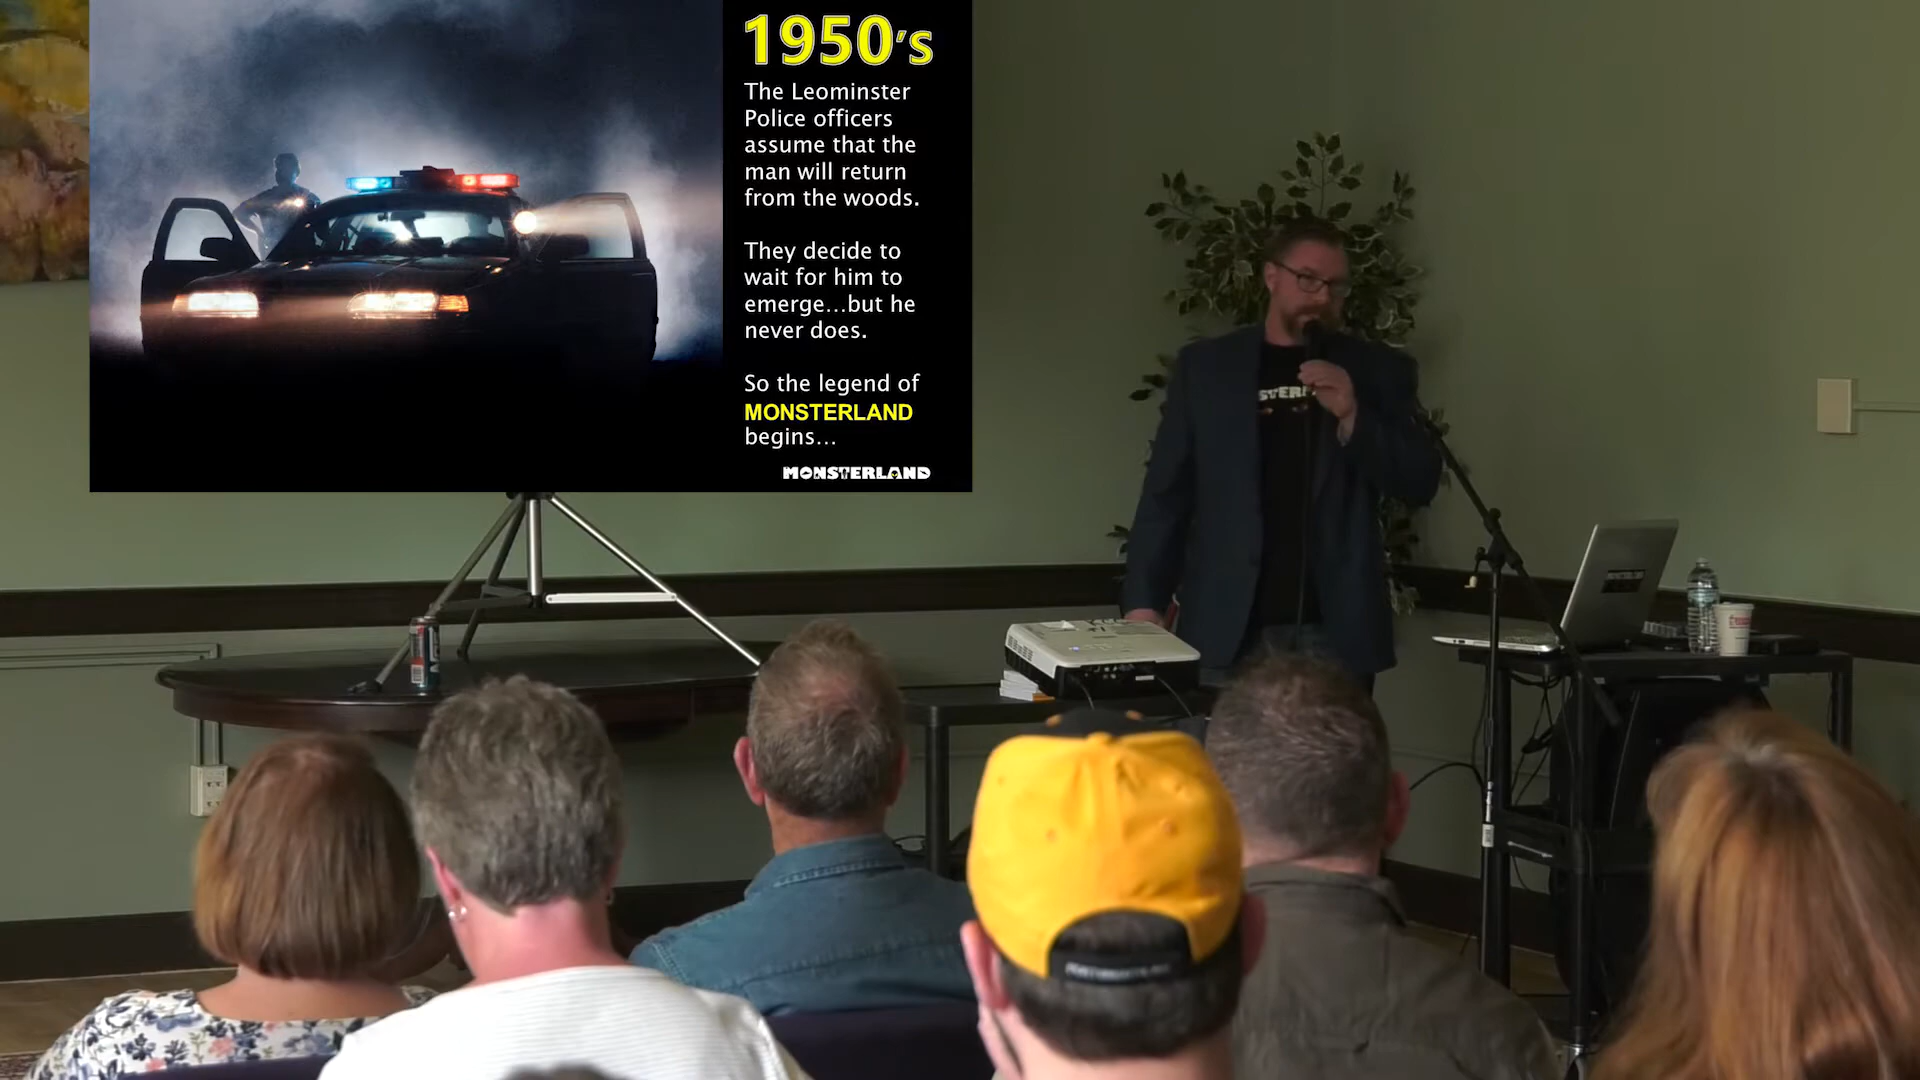 1950's
The Leominster
Police officers
assume that the
man will return
from the woods.
They decide to
wait for him to
emerge...but he
never does.
So the legend of
MONSTERLAND
begins...
MONSTERLAND